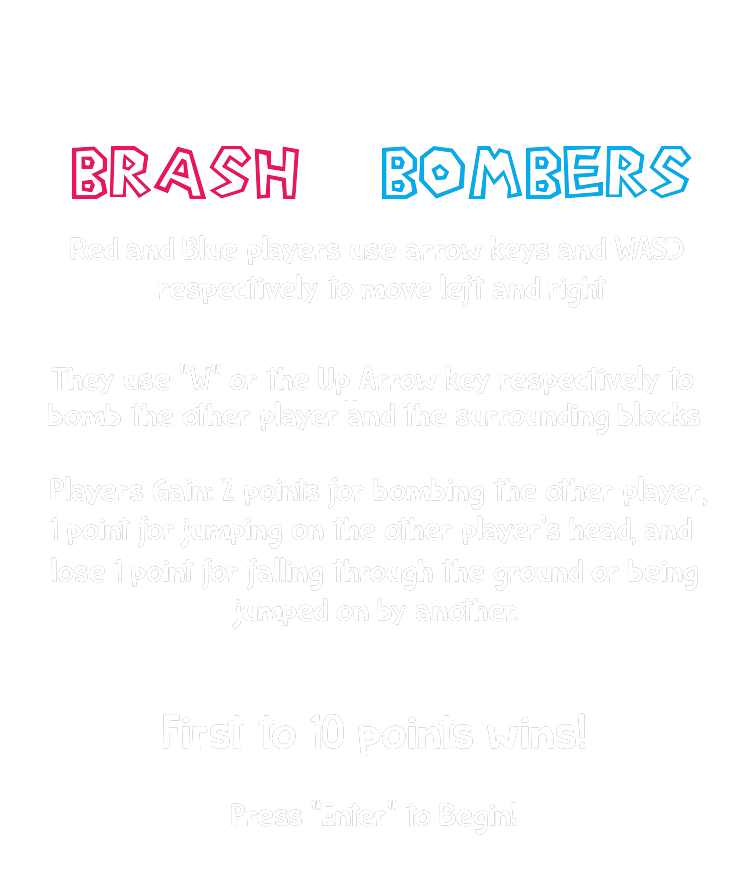 BRASH BOMBERS
Red and Blue players use arrow keys and WASD
respectively to move left and right
They use "W" or the Up Arrow key respectively to
bomb the other player and the surrounding blocks
Players Gain: 2 points for bombing the other player,
1 point for jumping on the other player's head, and
lose 1 point for falling through the ground or being
jumped on by another.
First to 10 points wins!
Press "Enter" to Begin!